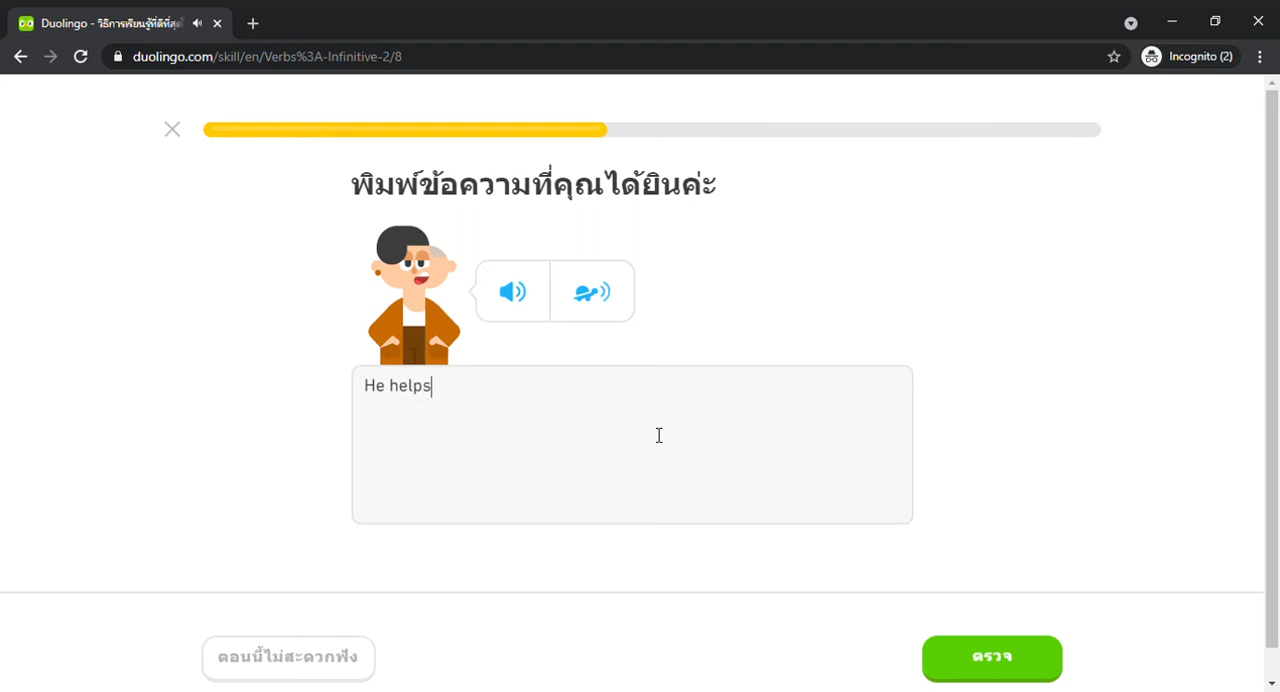 Duolingo - วิธีการเรียนรู้ที่ดีที่สุดใ
duolingo.com/skill/en/Verbs%3A-Infinitive-2/8
Incognito (2)
พิมพ์ข้อความที่คุณได้ยินค่ะ
He helps
ตอนนี้ไม่สะดวกฟัง
ตรวจ